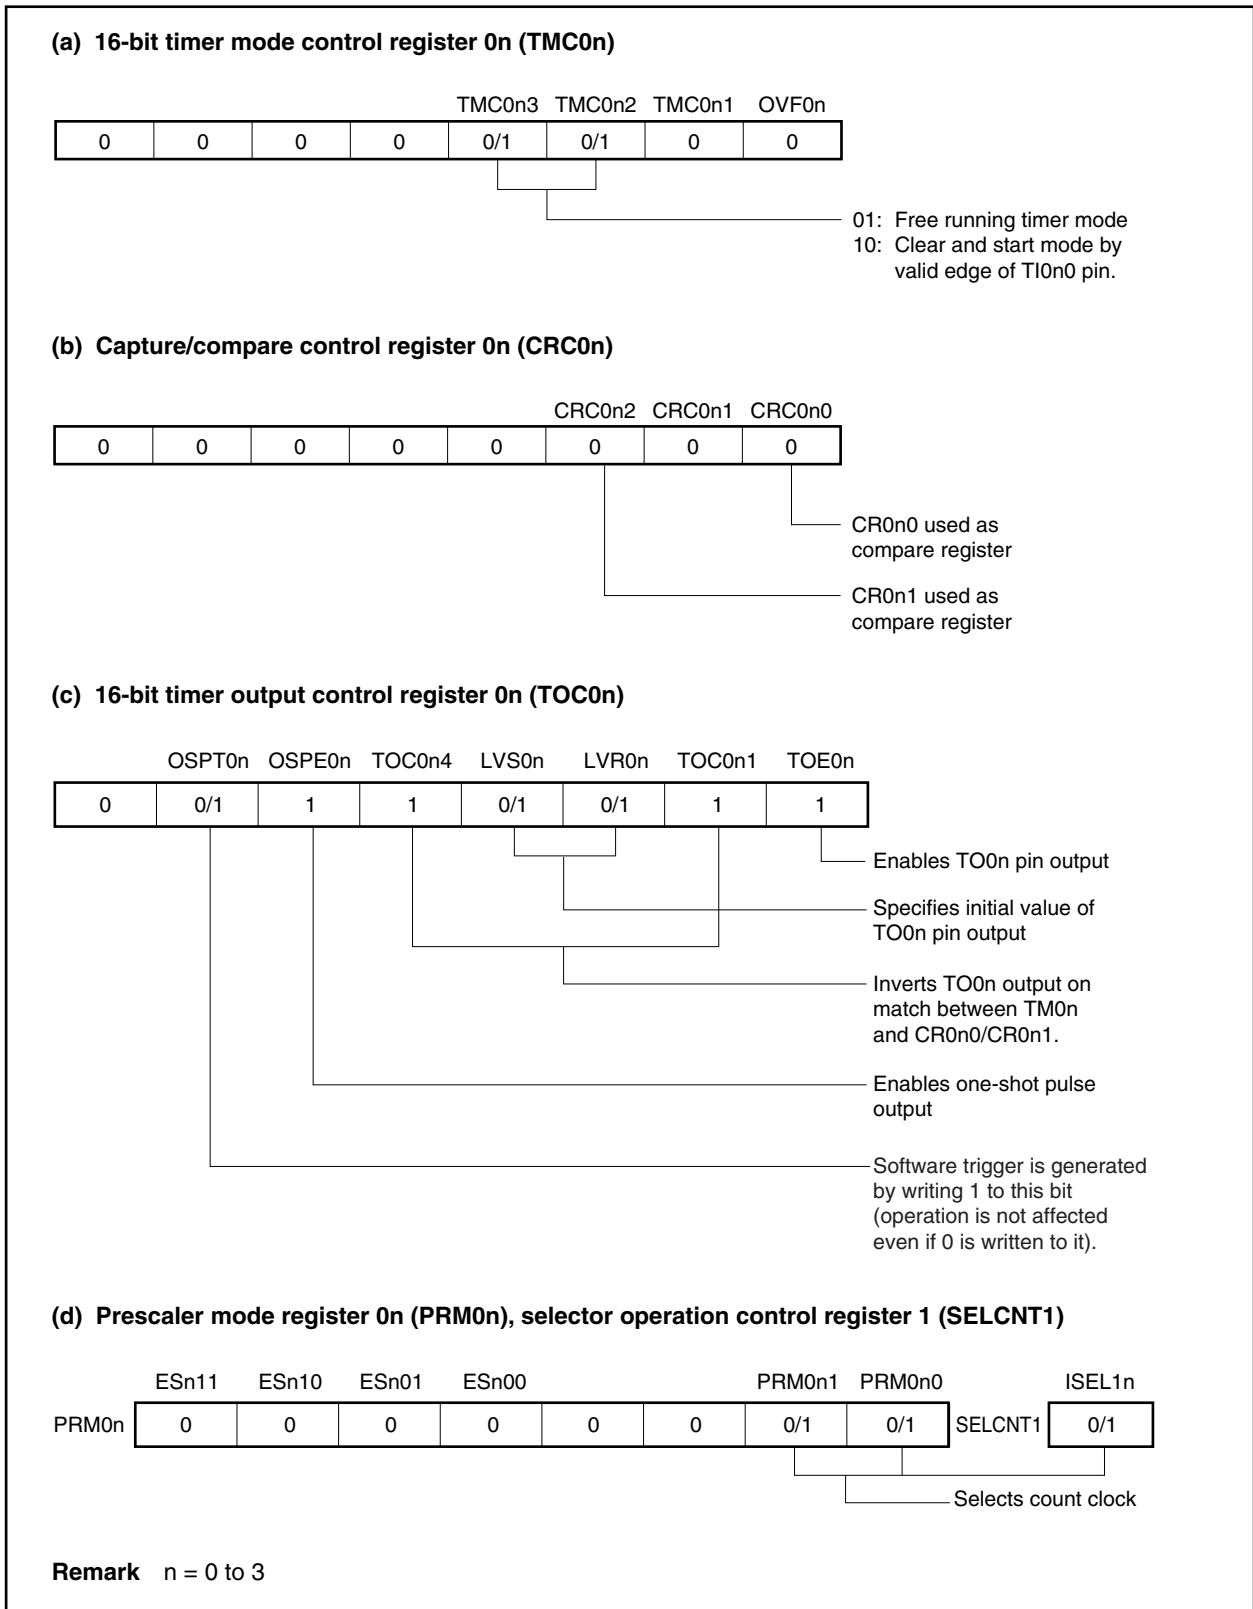 (a) 16-bit timer mode control register 0n (TMC0n)
TMC0n3 TMC0n2 TMC0n1 OVF0n
0 0 0 0 0/1 0/1 0 0
01: Free running timer mode
10: Clear and start mode by
valid edge of TI0n0 pin.
(b) Capture/compare control register 0n (CRC0n)
CRC0n2 CRC0n1 CRC0n0
0 0 0 0 0 0 0 0
CR0n0 used as
compare register
CR0n1 used as
compare register
(c) 16-bit timer output control register 0n (TOC0n)
OSPT0n OSPE0n TOC0n4 LVS0n LVR0n TOC0n1 TOE0n
0 0/1 1 1 0/1 0/1 1 1
Enables TO0n pin output
Specifies initial value of
TO0n pin output
Inverts TO0n output on
match between TM0n
and CR0n0/CR0n1.
Enables one-shot pulse
output
Software trigger is generated
by writing 1 to this bit
(operation is not affected
even if 0 is written to it).
(d) Prescaler mode register 0n (PRM0n), selector operation control register 1 (SELCNT1)
ESn11 ESn10 ESn01 ESn00 PRM0n1 PRM0n0 ISEL1n
PRM0n 0 0 0 0 0 0 0/1 0/1 SELCNT1 0/1
Selects count clock
Remark n = 0 to 3